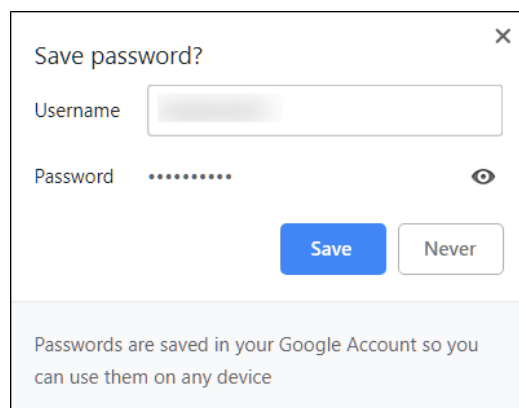 Save password?
Username
Password ••••••••••
Save Never
Passwords are saved in your Google Account so you
can use them on any device